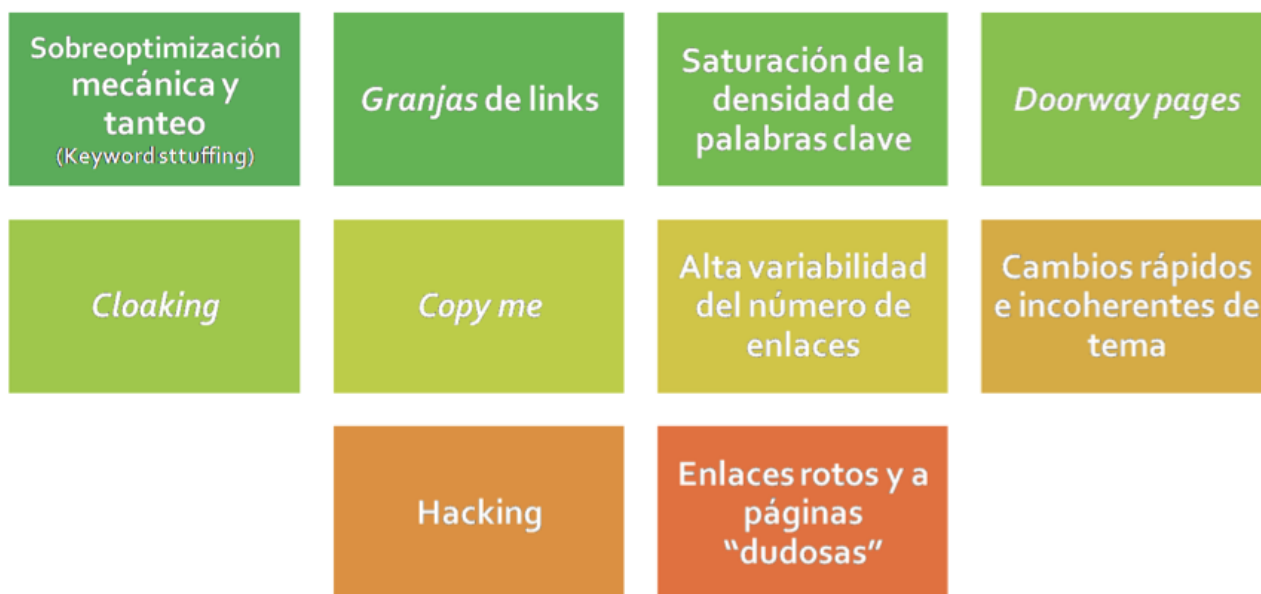 Sobreoptimización
mecánica y
tanteo
(Keyword sttuffing)
Granjas de links
Saturación de la
densidad de
palabras clave
Doorway pages
Cloaking
Copy me
Alta variabilidad
del número de
enlaces
Cambios rápidos
e incoherentes de
tema
Hacking
Enlaces rotos y a
páginas
“dudosas”